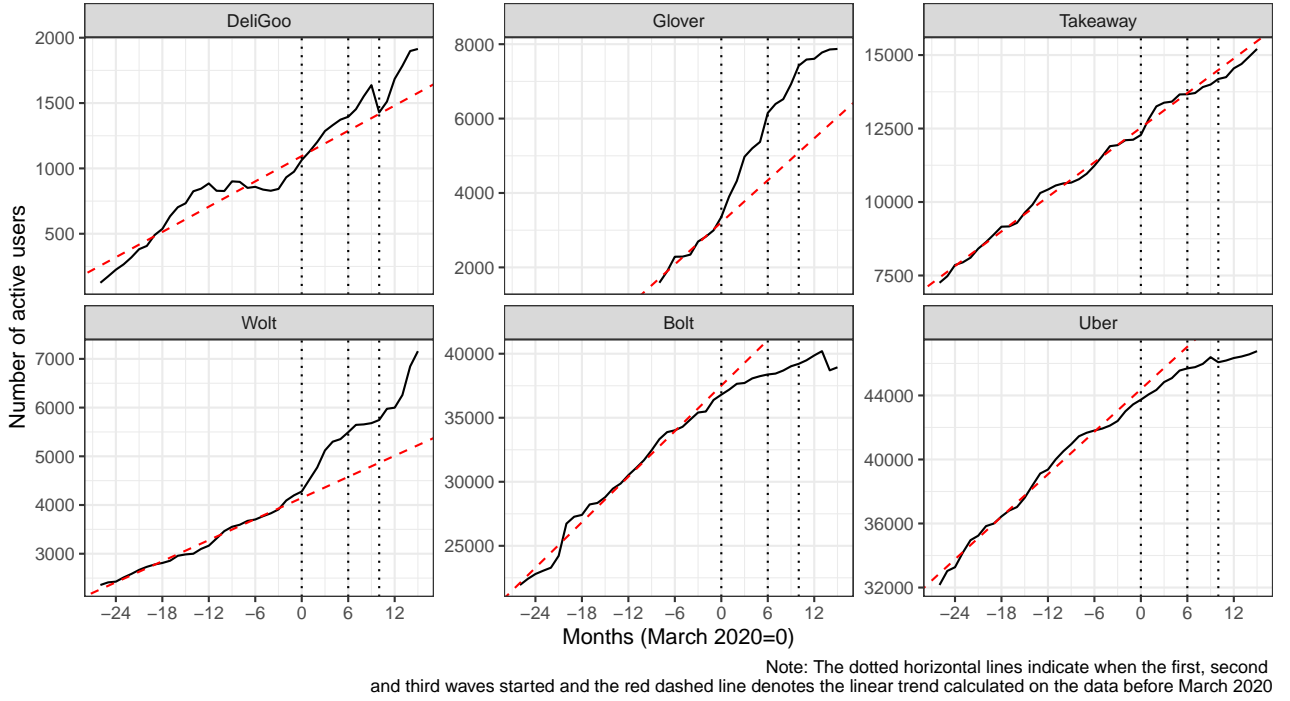 DeliGoo
Glover
Takeaway
2000
1500
1000
500
8000
6000
4000
2000
15000
12500
10000
7500
Number of active users
Wolt
Bolt
Uber
7000
6000
5000
4000
3000
40000
35000
30000
25000
44000
40000
36000
32000
−24 −18 −12 −6 0 6 12
−24 −18 −12 −6 0 6 12
−24 −18 −12 −6 0 6 12
Months (March 2020=0)
Note: The dotted horizontal lines indicate when the first, second
and third waves started and the red dashed line denotes the linear trend calculated on the data before March 2020